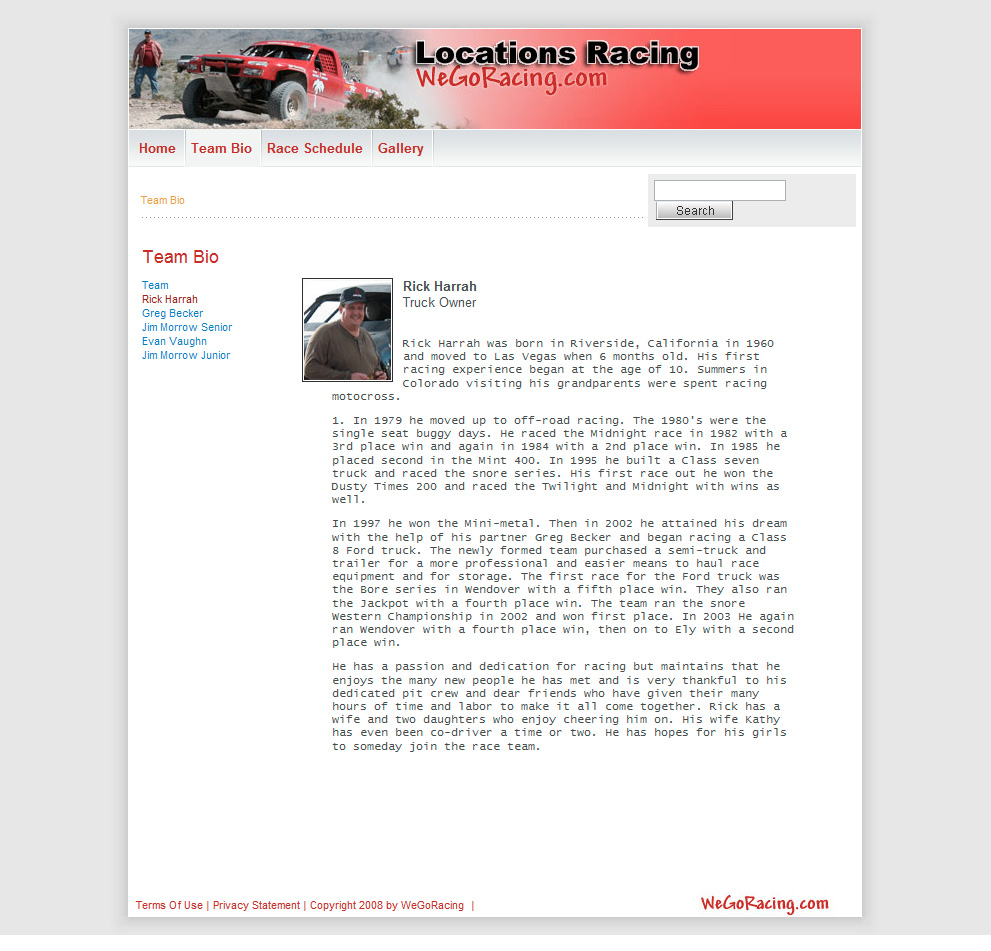 Locations Racing
WeGoRacing.com
Home Team Bio Race Schedule Gallery
Team Bio
Search
Team Bio
Team
Rick Harrah
Greg Becker
Jim Morrow Senior
Evan Vaughn
Jim Morrow Junior
Rick Harrah
Truck Owner
Rick Harrah was born in Riverside, California in 1960
and moved to Las Vegas when 6 months old. His first
racing experience began at the age of 10. Summers in
Colorado visiting his grandparents were spent racing
motocross.
1. In 1979 he moved up to off-road racing. The 1980's were the
single seat buggy days. He raced the Midnight race in 1982 with a
3rd place win and again in 1984 with a 2nd place win. In 1985 he
placed second in the Mint 400. In 1995 he built a Class seven
truck and raced the snore series. His first race out he won the
Dusty Times 200 and raced the Twilight and Midnight with wins as
well.
In 1997 he won the Mini-metal. Then in 2002 he attained his dream
with the help of his partner Greg Becker and began racing a Class
8 Ford truck. The newly formed team purchased a semi-truck and
trailer for a more professional and easier means to haul race
equipment and for storage. The first race for the Ford truck was
the Bore series in Wendover with a fifth place win. They also ran
the Jackpot with a fourth place win. The team ran the snore
Western Championship in 2002 and won first place. In 2003 He again
ran Wendover with a fourth place win, then on to Ely with a second
place win.
He has a passion and dedication for racing but maintains that he
enjoys the many new people he has met and is very thankful to his
dedicated pit crew and dear friends who have given their many
hours of time and labor to make it all come together. Rick has a
wife and two daughters who enjoy cheering him on. His wife Kathy
has even been co-driver a time or two. He has hopes for his girls
to someday join the race team.
Terms Of Use | Privacy Statement | Copyright 2008 by WeGoRacing |
WeGoRacing.com